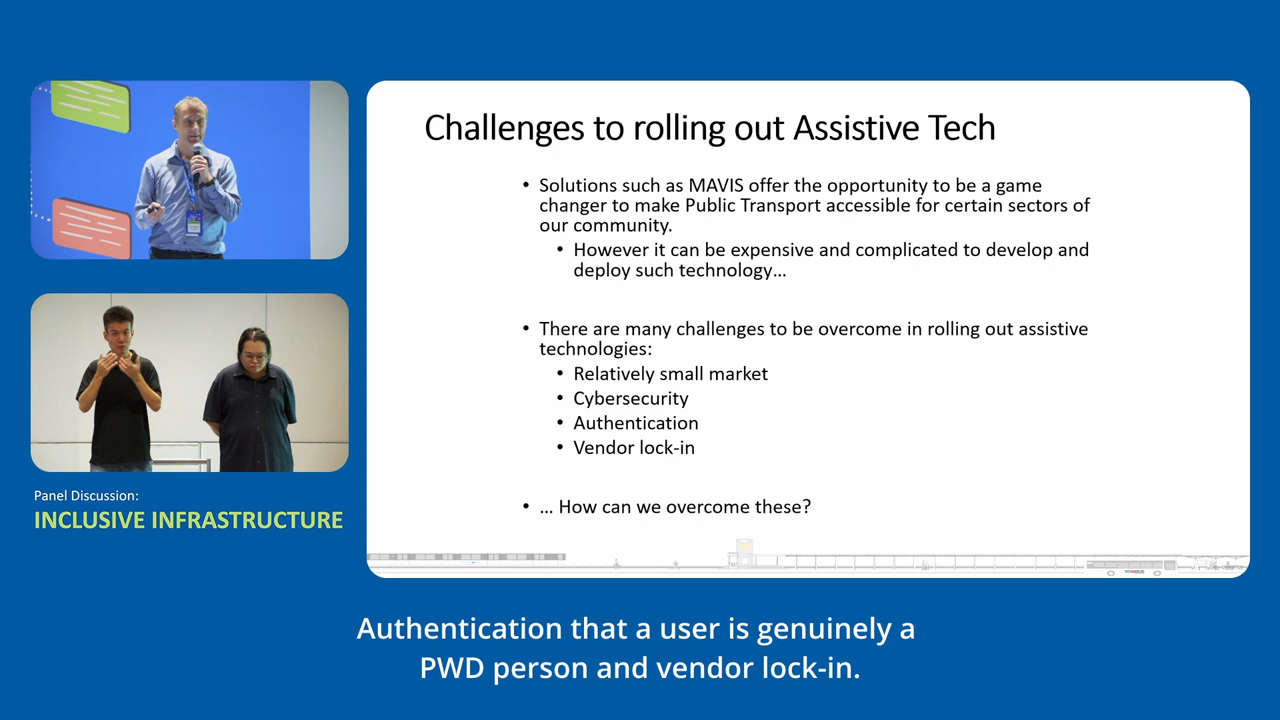 Challenges to rolling out Assistive Tech
• Solutions such as MAVIS offer the opportunity to be a game
changer to make Public Transport accessible for certain sectors of
our community.
• However it can be expensive and complicated to develop and
deploy such technology…
• There are many challenges to be overcome in rolling out assistive
technologies:
• Relatively small market
• Cybersecurity
• Authentication
• Vendor lock-in
• … How can we overcome these?
Panel Discussion:
INCLUSIVE INFRASTRUCTURE
Authentication that a user is genuinely a
PWD person and vendor lock-in.